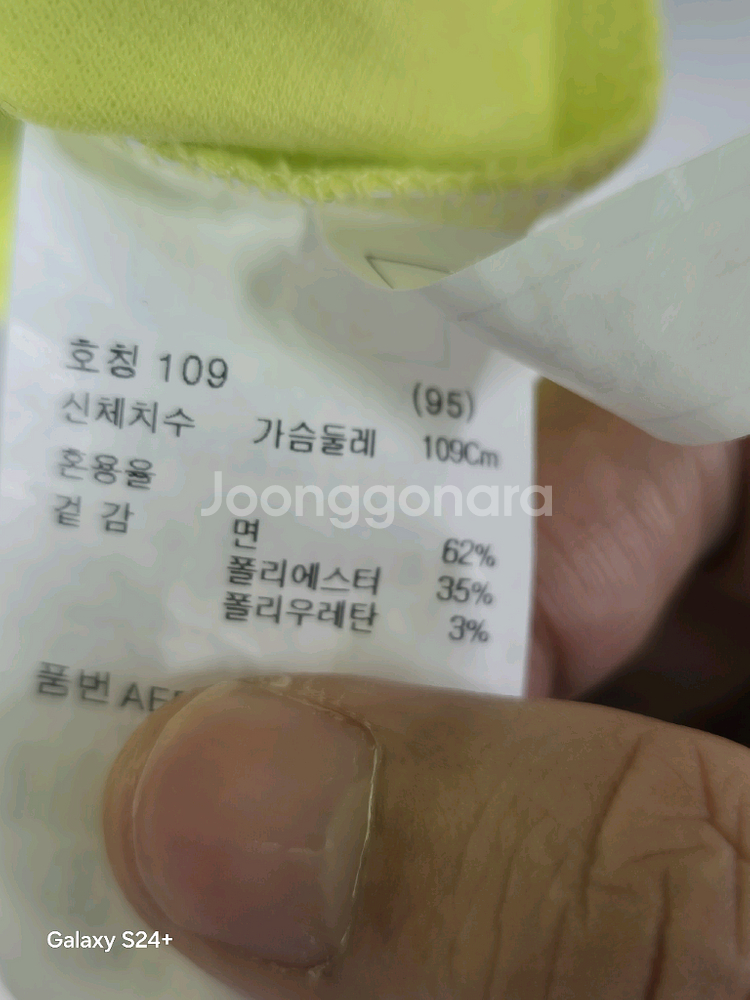 호칭 109 (95)
신체치수 가슴둘레 109Cm
혼용율
겉 감
면 62%
폴리에스터 35%
폴리우레탄 3%
품번
Joonggonara
Galaxy S24+